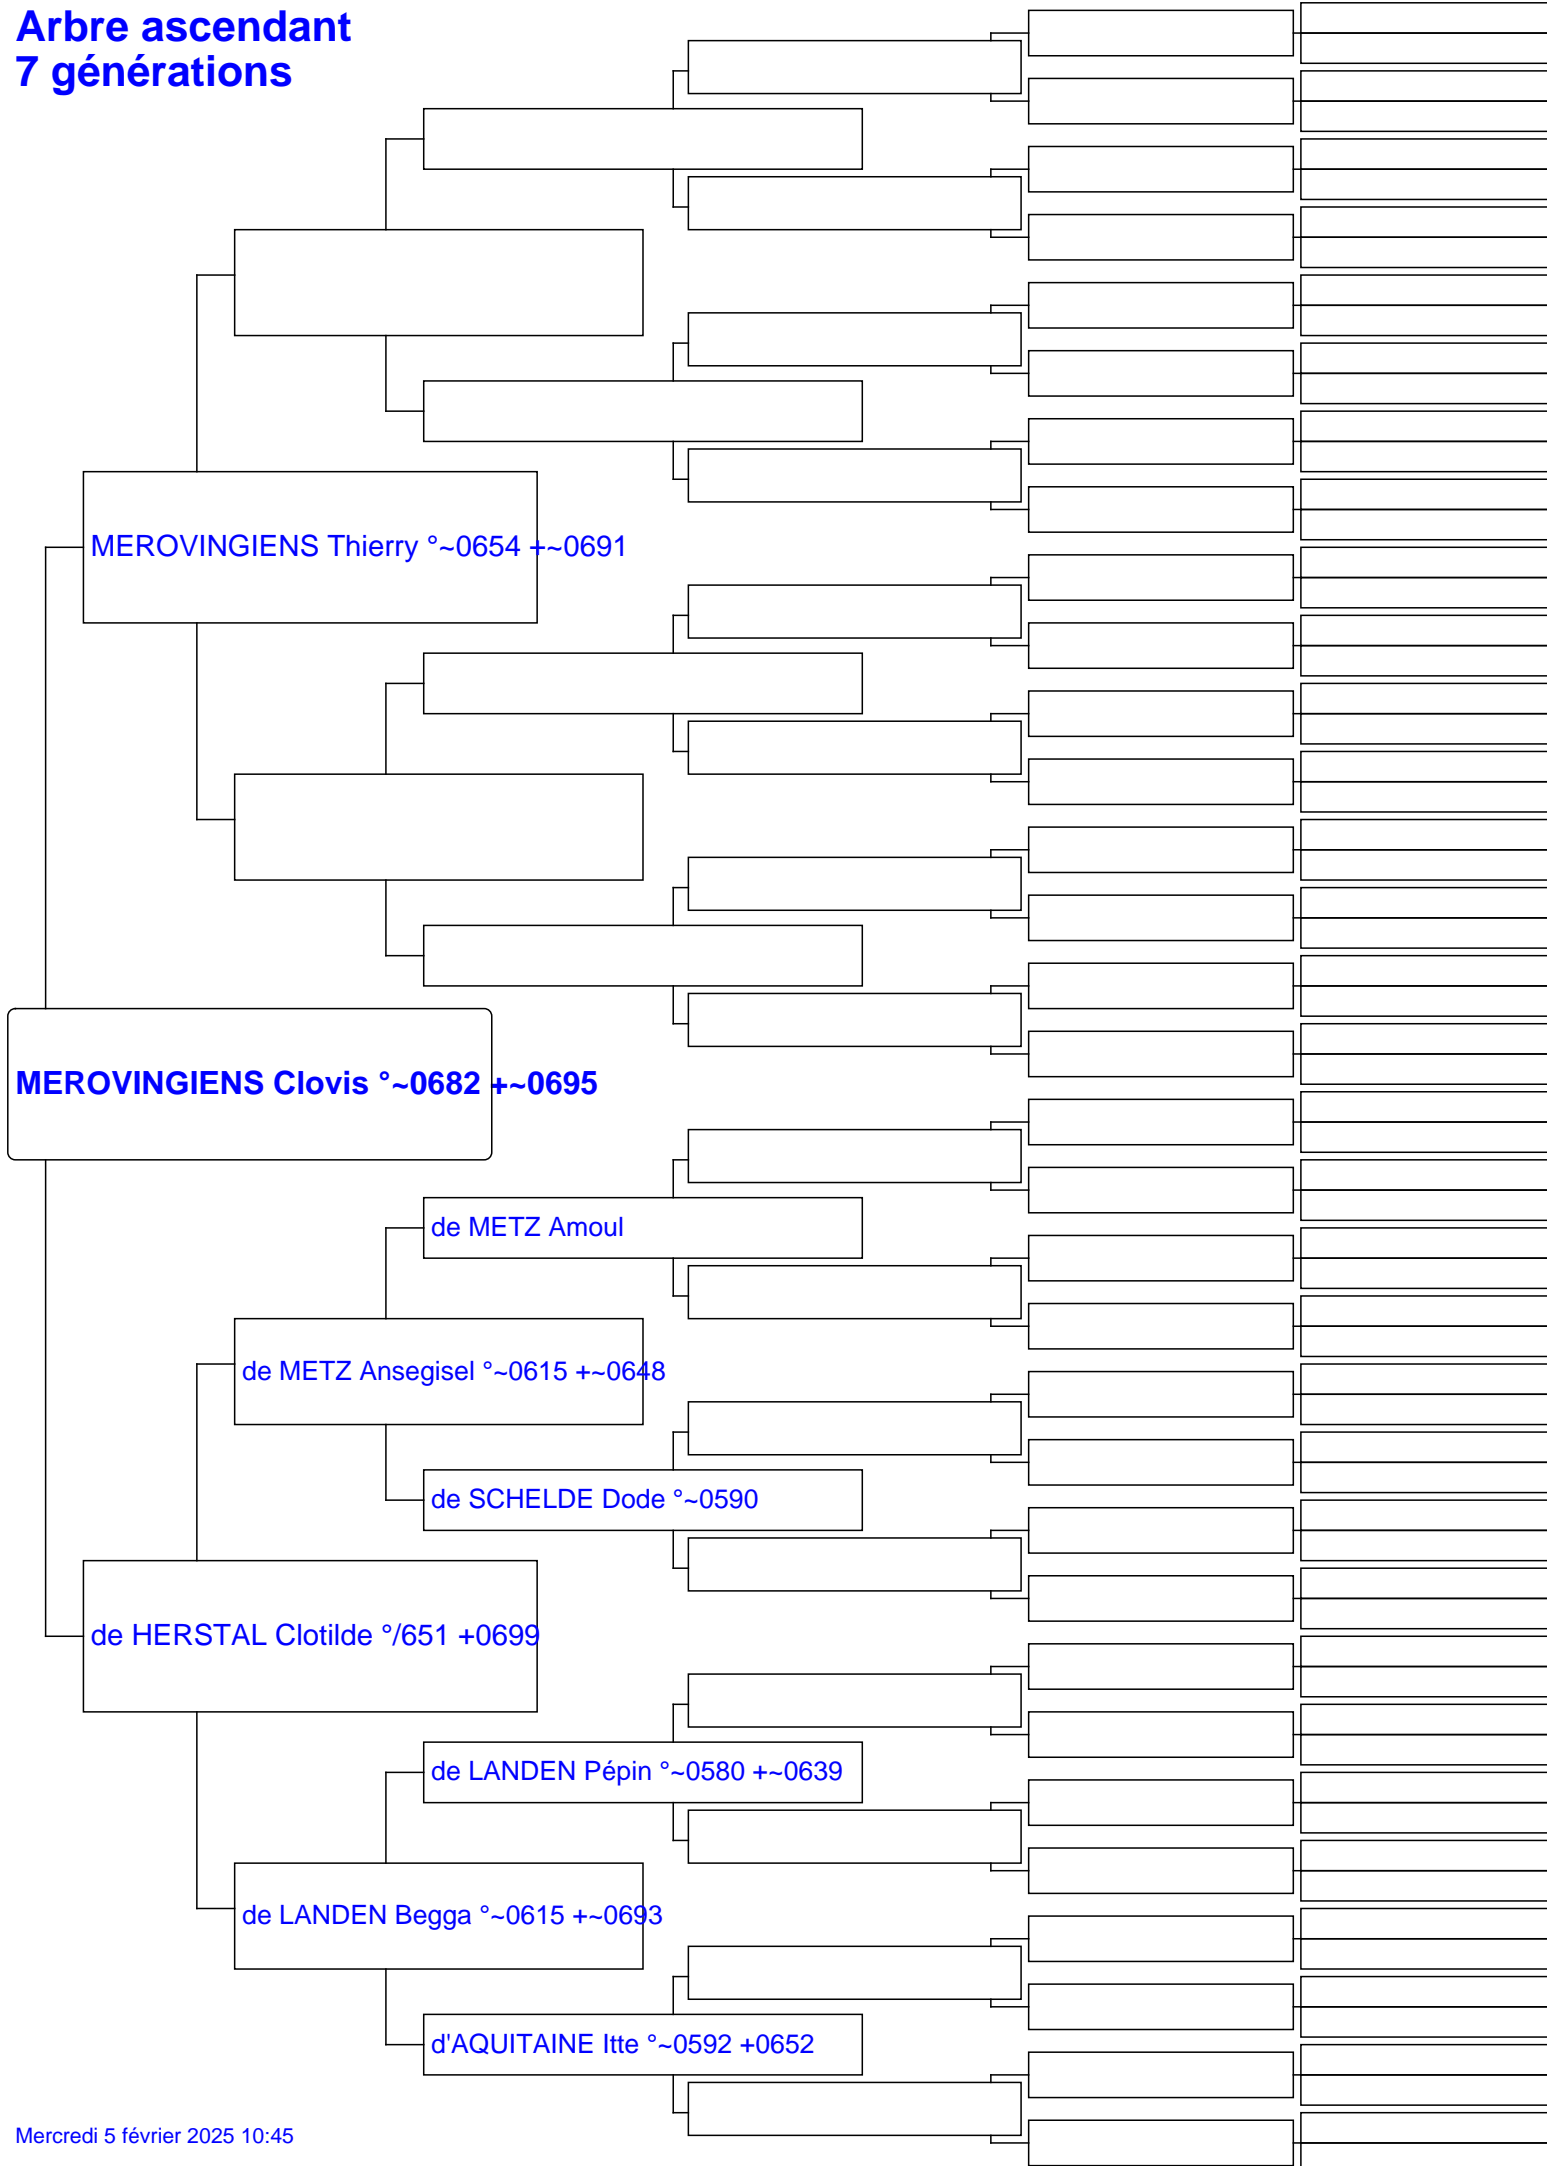 Arbre ascendant
7 générations
MEROVINGIENS Thierry °~0654 +~0691
MEROVINGIENS Clovis °~0682 +~0695
de METZ Amoul
de METZ Ansegisel °~0615 +~0648
de SCHELDE Dode °~0590
de HERSTAL Clotilde °/651 +0699
de LANDEN Pépin °~0580 +~0639
de LANDEN Begga °~0615 +~0693
d'AQUITAINE Itte °~0592 +0652
Mercredi 5 février 2025 10:45